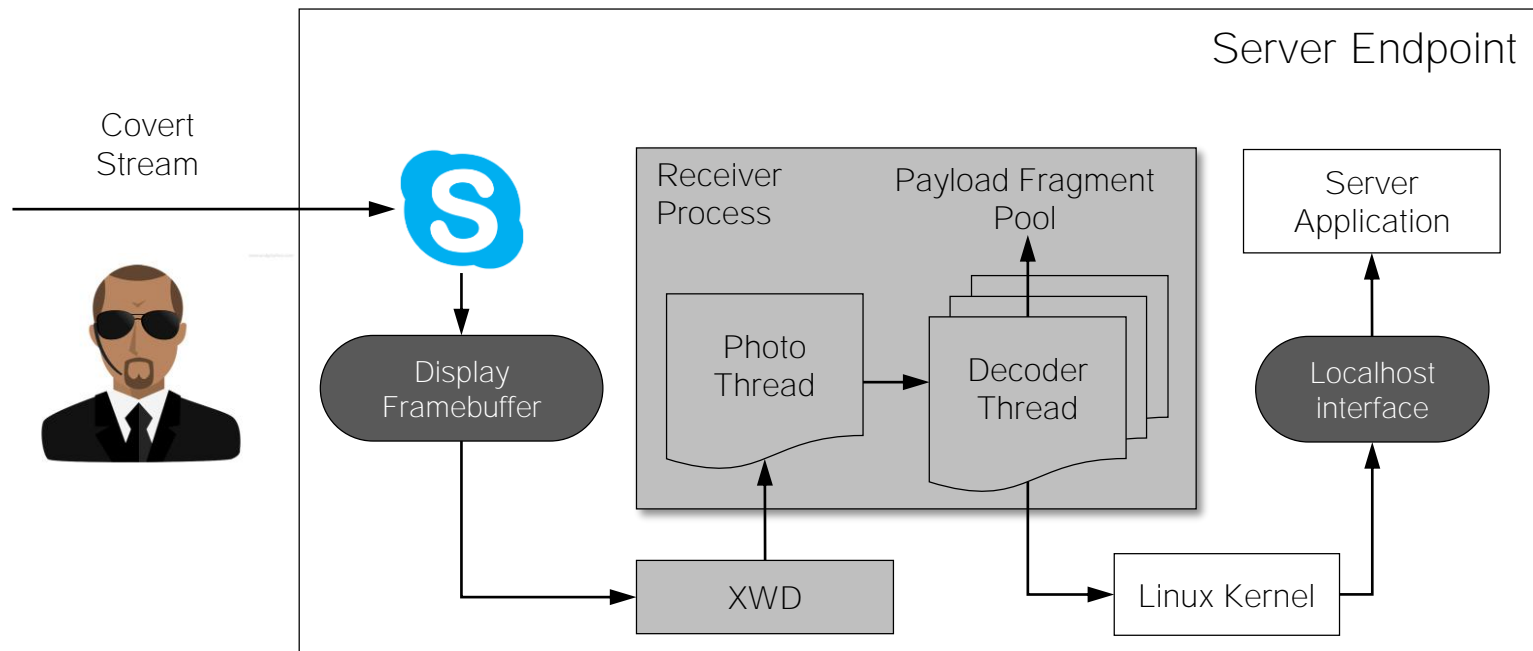 Server Endpoint
Covert
Stream
S
Receiver
Process
Payload Fragment
Pool
Server
Application
Photo
Thread
Decoder
Thread
Display
Framebuffer
Localhost
interface
XWD
Linux Kernel